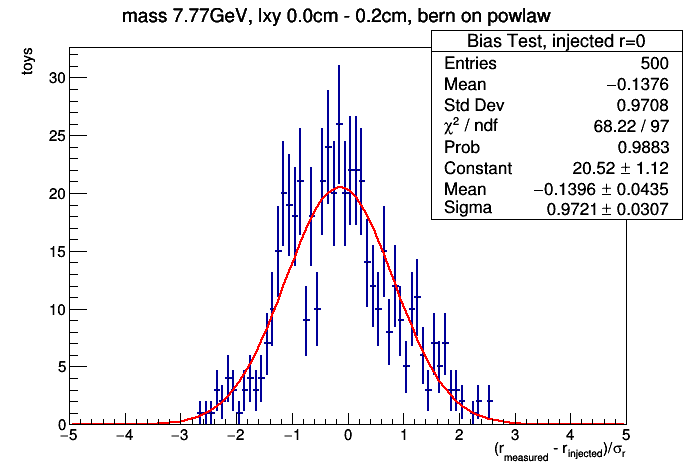 mass 7.77GeV, lxy 0.0cm - 0.2cm, bern on powlaw
Bias Test, injected r=0
Entries 500
Mean −0.1376
Std Dev 0.9708
χ² / ndf 68.22 / 97
Prob 0.9883
Constant 20.52 ± 1.12
Mean −0.1396 ± 0.0435
Sigma 0.9721 ± 0.0307
toys
30
25
20
15
10
5
0
−5 −4 −3 −2 −1 0 1 2 3 4 5
(r_measured - r_injected)/σ_r